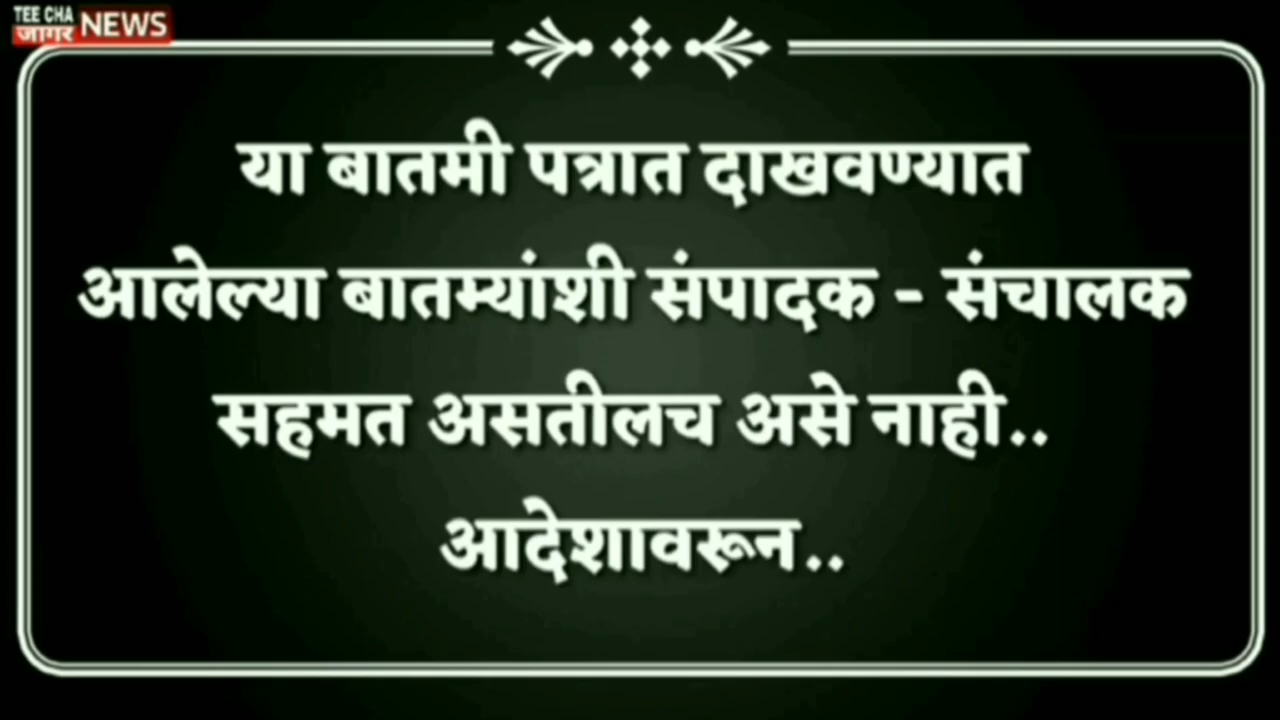 TEE CHA
जागर NEWS
या बातमी पत्रात दाखवण्यात
आलेल्या बातम्यांशी संपादक - संचालक
सहमत असतीलच असे नाही..
आदेशावरून..